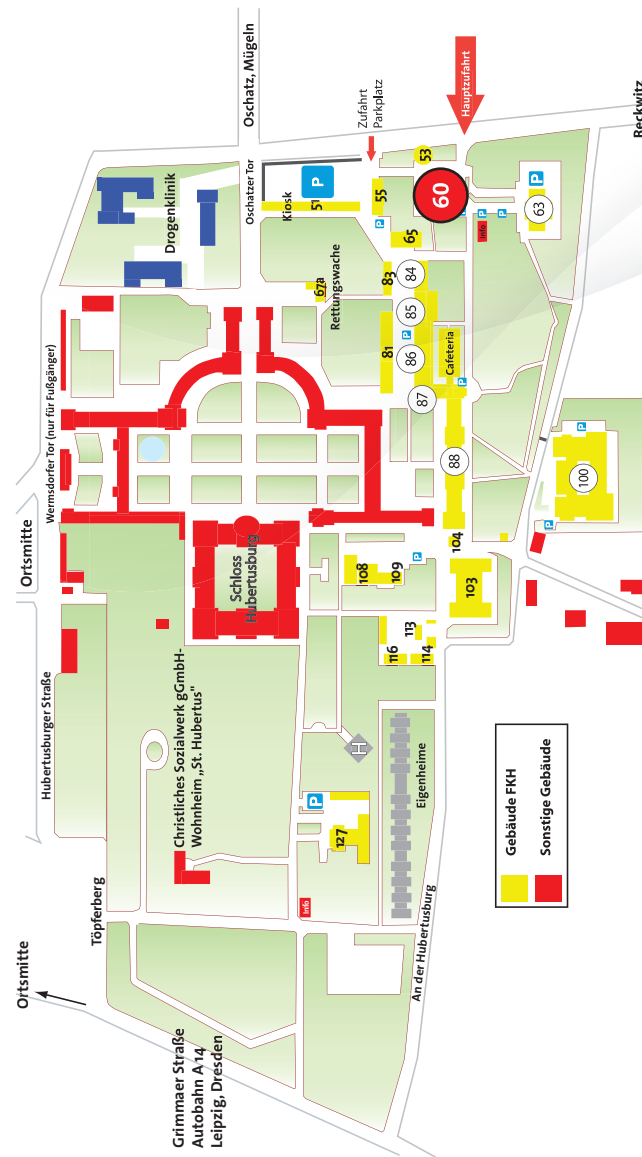 Ortsmitte
Grimmaer Straße
Autobahn A 14
Leipzig, Dresden
Töpferberg
Hubertusburger Straße
Ortsmitte
Wermsdorfer Tor (nur für Fußgänger)
Drogenklinik
Oschatz, Mügeln
Oschatzer Tor
Kiosk
P
51
Zufahrt
Parkplatz
Hauptzufahrt
Reckwitz
Christliches Sozialwerk gGmbH-
Wohnheim „St. Hubertus"
Schloss
Hubertusburg
67a
Rettungswache
55
53
60
65
P
P
Info
P
P
P
63
83
84
81
85
P
86
87
Cafeteria
P
88
104
103
P
100
P
108
109
P
113
116
114
H
P
127
Info
Eigenheime
An der Hubertusburg
Gebäude FKH
Sonstige Gebäude